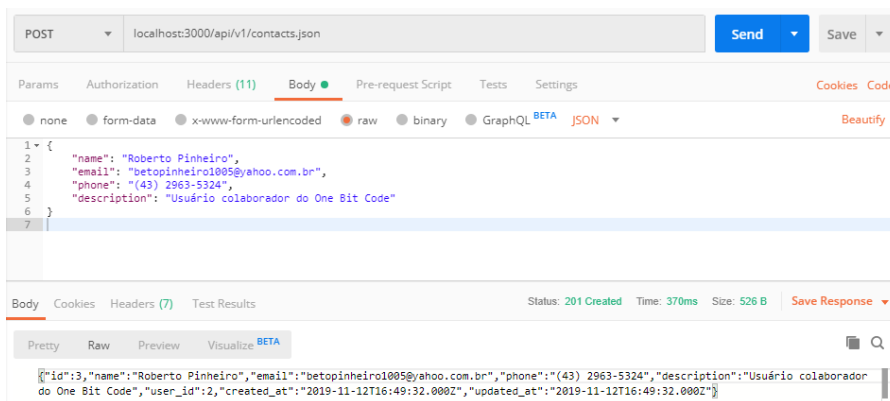 POST localhost:3000/api/v1/contacts.json Send Save
Params Authorization Headers (11) Body Pre-request Script Tests Settings Cookies Code
none form-data x-www-form-urlencoded raw binary GraphQL BETA JSON Beautify
1 {
2 "name": "Roberto Pinheiro",
3 "email": "betopinheiro1005@yahoo.com.br",
4 "phone": "(43) 2963-5324",
5 "description": "Usuário colaborador do One Bit Code"
6 }
7
Body Cookies Headers (7) Test Results Status: 201 Created Time: 370ms Size: 526 B Save Response
Pretty Raw Preview Visualize BETA
{"id":3,"name":"Roberto Pinheiro","email":"betopinheiro1005@yahoo.com.br","phone":"(43) 2963-5324","description":"Usuário colaborador
do One Bit Code","user_id":2,"created_at":"2019-11-12T16:49:32.000Z","updated_at":"2019-11-12T16:49:32.000Z"}